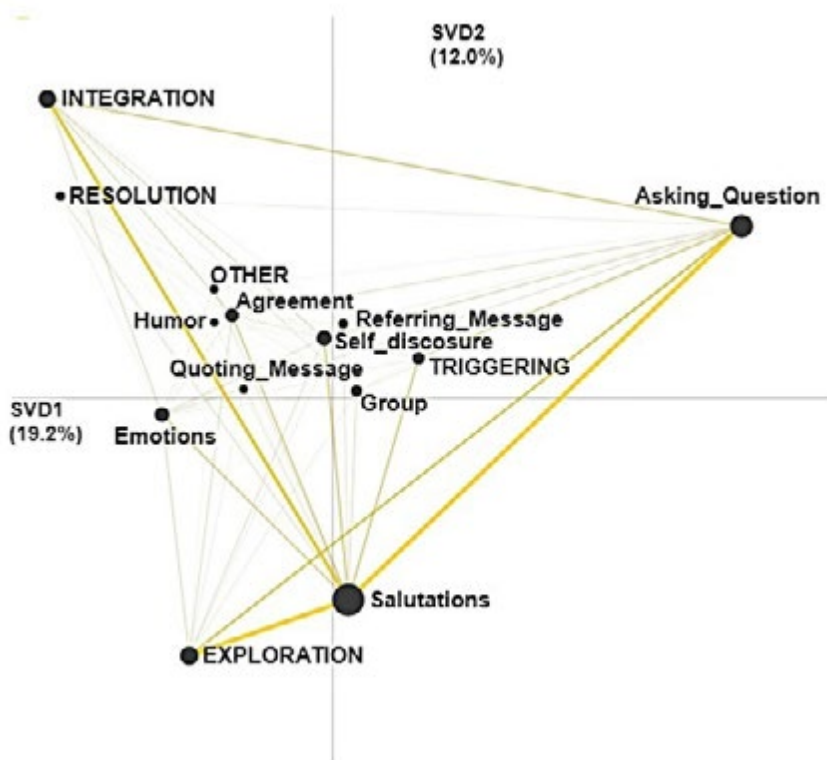 SVD2
(12.0%)
INTEGRATION
RESOLUTION
Asking_Question
OTHER
Agreement
Humor
Referring_Message
Self_discosure
Quoting_Message
TRIGGERING
Group
SVD1
(19.2%)
Emotions
Salutations
EXPLORATION